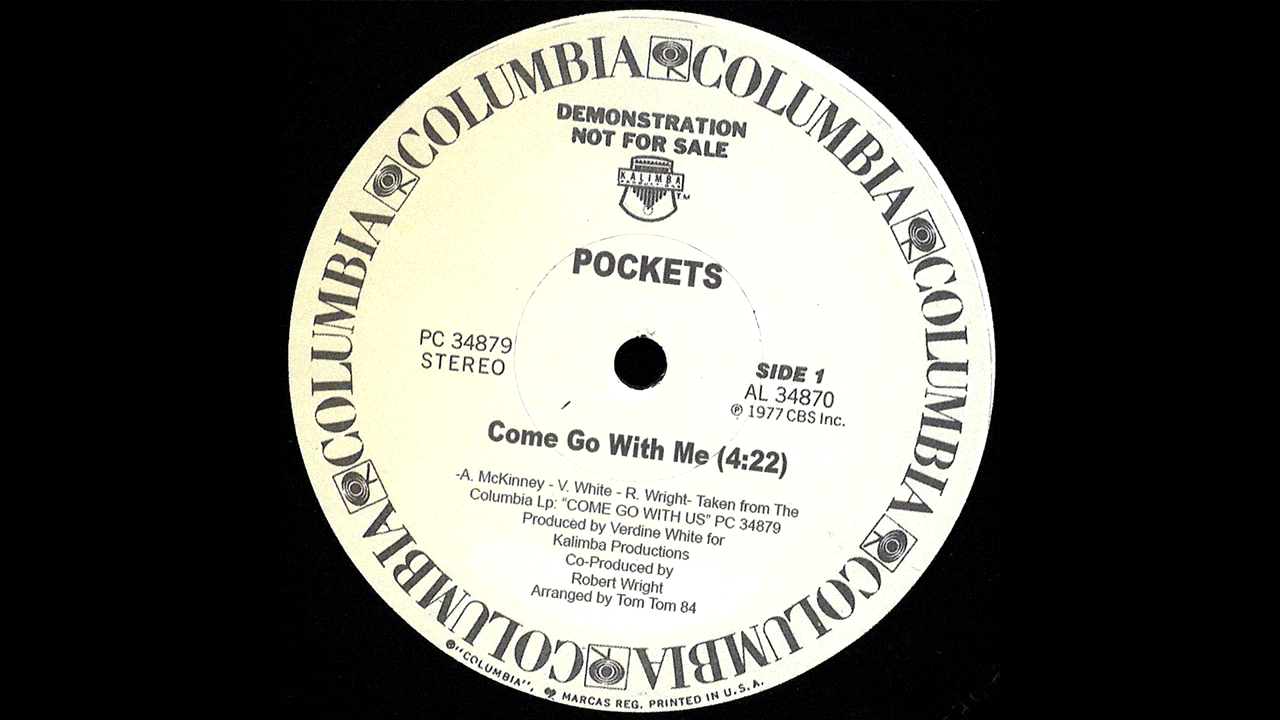 COLUMBIA COLUMBIA COLUMBIA COLUMBIA COLUMBIA COLUMBIA COLUMBIA COLUMBIA
DEMONSTRATION
NOT FOR SALE
KALIMBA
PRODUCTIONS
TM
POCKETS
PC 34879
STEREO
SIDE 1
AL 34870
℗ 1977 CBS Inc.
Come Go With Me (4:22)
-A. McKinney - V. White - R. Wright- Taken from The
Columbia Lp: “COME GO WITH US” PC 34879
Produced by Verdine White for
Kalimba Productions
Co-Produced by
Robert Wright
Arranged by Tom Tom 84
"COLUMBIA", MARCAS REG. PRINTED IN U.S.A.